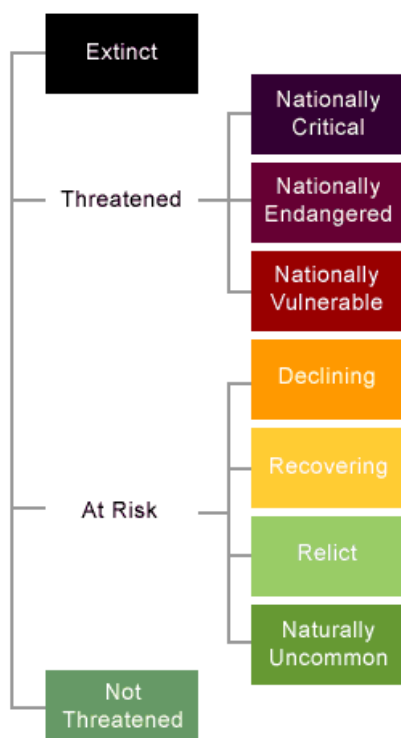 Extinct
Threatened
Nationally
Critical
Nationally
Endangered
Nationally
Vulnerable
At Risk
Declining
Recovering
Relict
Naturally
Uncommon
Not
Threatened